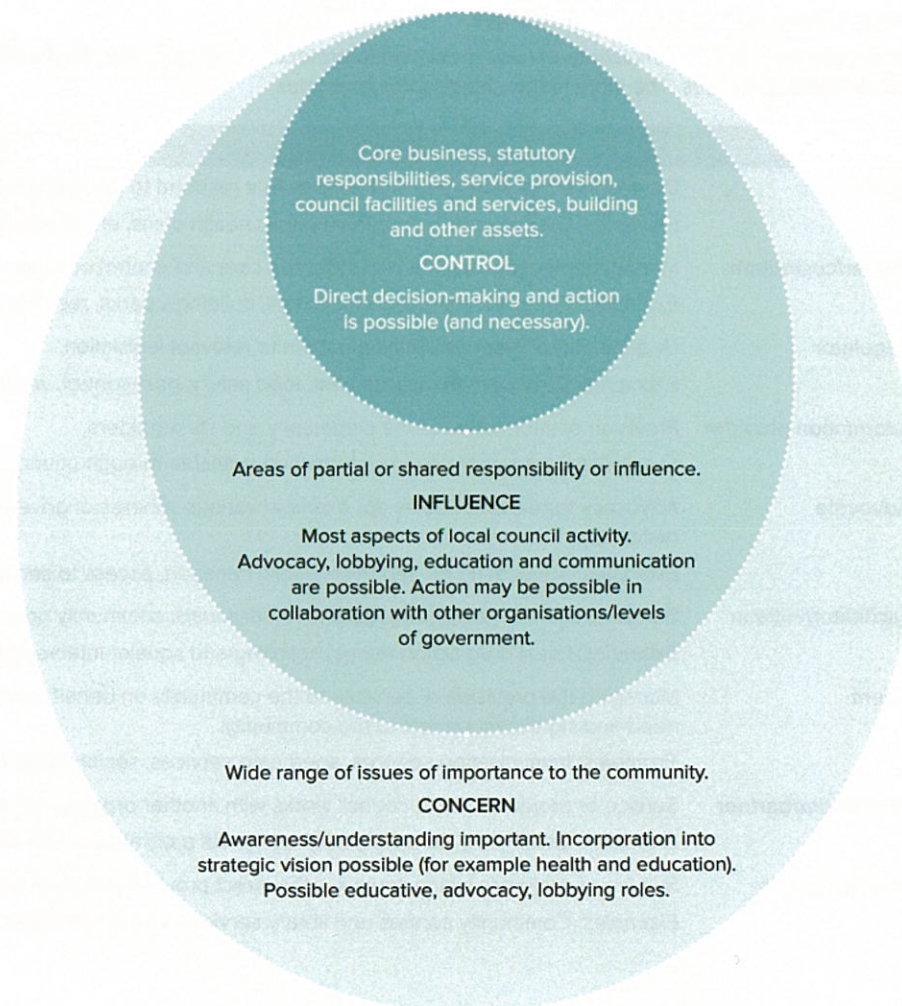 Core business, statutory
responsibilities, service provision,
council facilities and services, building
and other assets.
CONTROL
Direct decision-making and action
is possible (and necessary).
Areas of partial or shared responsibility or influence.
INFLUENCE
Most aspects of local council activity.
Advocacy, lobbying, education and communication
are possible. Action may be possible in
collaboration with other organisations/levels
of government.
Wide range of issues of importance to the community.
CONCERN
Awareness/understanding important. Incorporation into
strategic vision possible (for example health and education).
Possible educative, advocacy, lobbying roles.